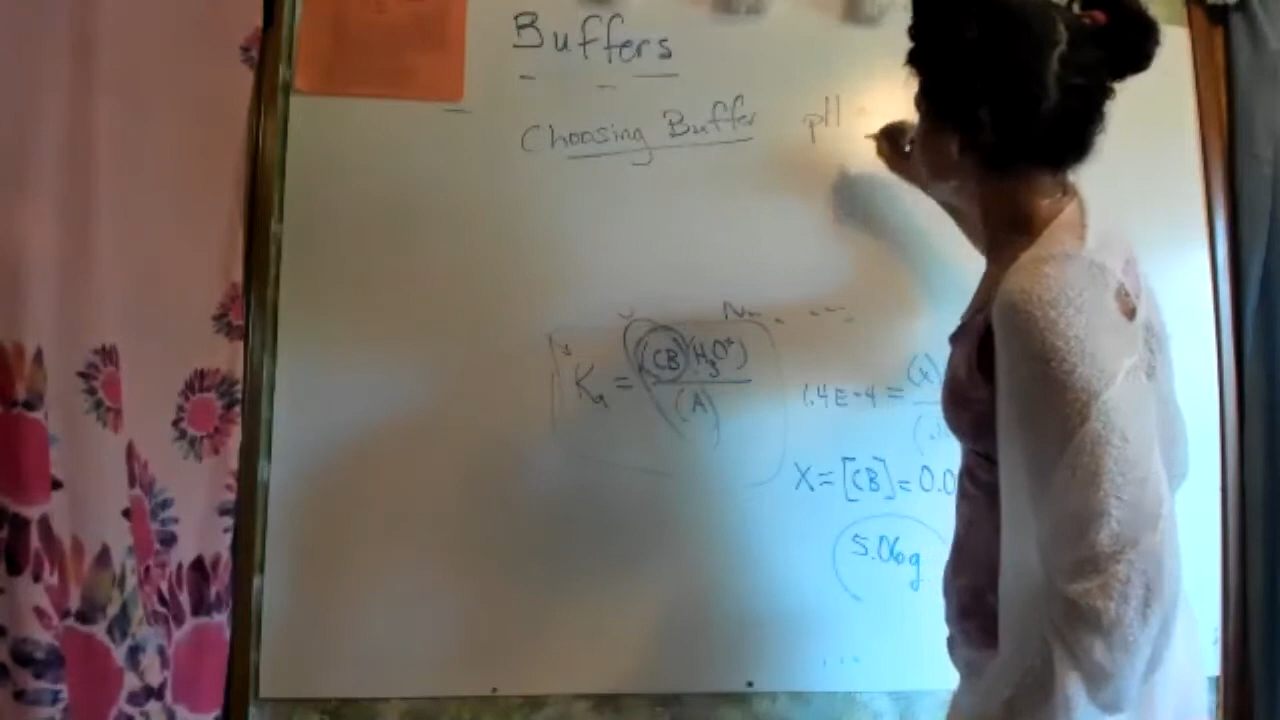 Buffers
Choosing Buffer pH
Ka = (CB)(H3O+)
(A)
1.4E-4 = (x)
X = [CB] = 0.0
5.06g